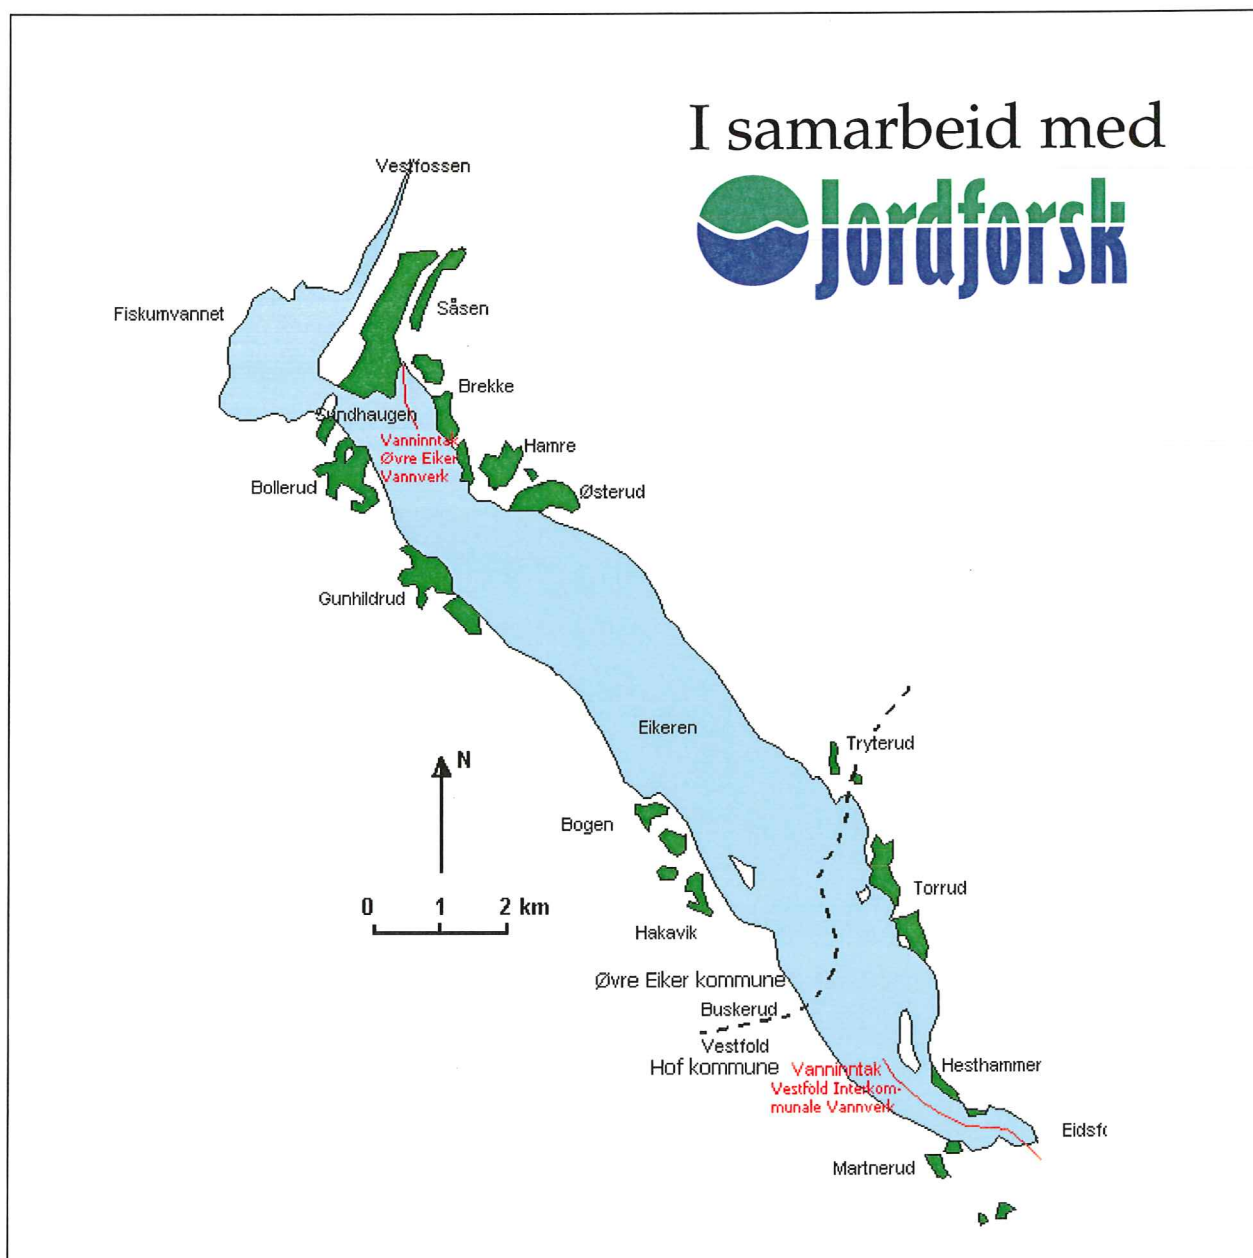 I samarbeid med
Jordforsk
Vestfossen
Fiskumvannet
Såsen
Brekke
Sundhaugen
Vanninntak
Øvre Eiker
Vannverk
Hamre
Bollerud
Østerud
Gunhildrud
Eikeren
Tryterud
N
Bogen
0 1 2 km
Torrud
Hakavik
Øvre Eiker kommune
Buskerud
Vestfold
Hof kommune
Vanninntak
Vestfold Interkom-
munale Vannverk
Hesthammer
Eidsfo
Martnerud